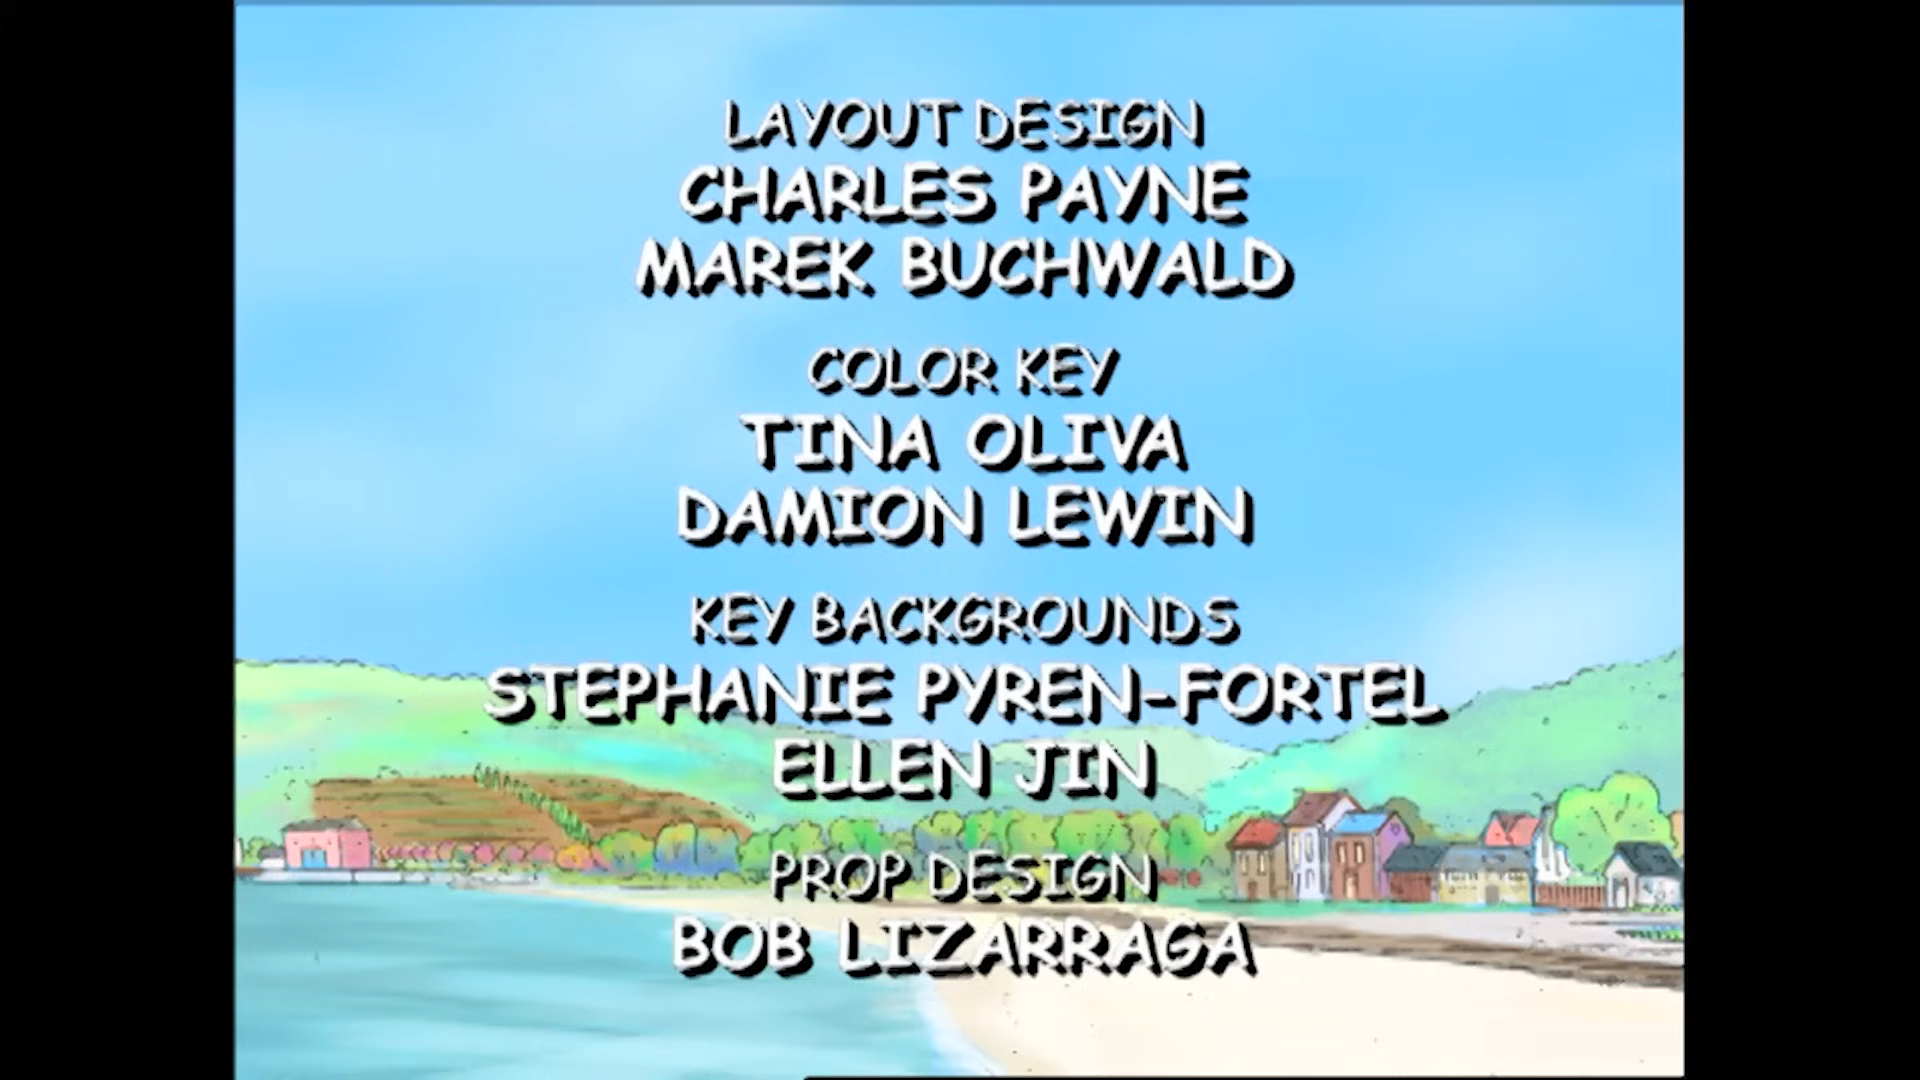 LAYOUT DESIGN
CHARLES PAYNE
MAREK BUCHWALD
COLOR KEY
TINA OLIVA
DAMION LEWIN
KEY BACKGROUNDS
STEPHANIE PYREN-FORTEL
ELLEN JIN
PROP DESIGN
BOB LIZARRAGA